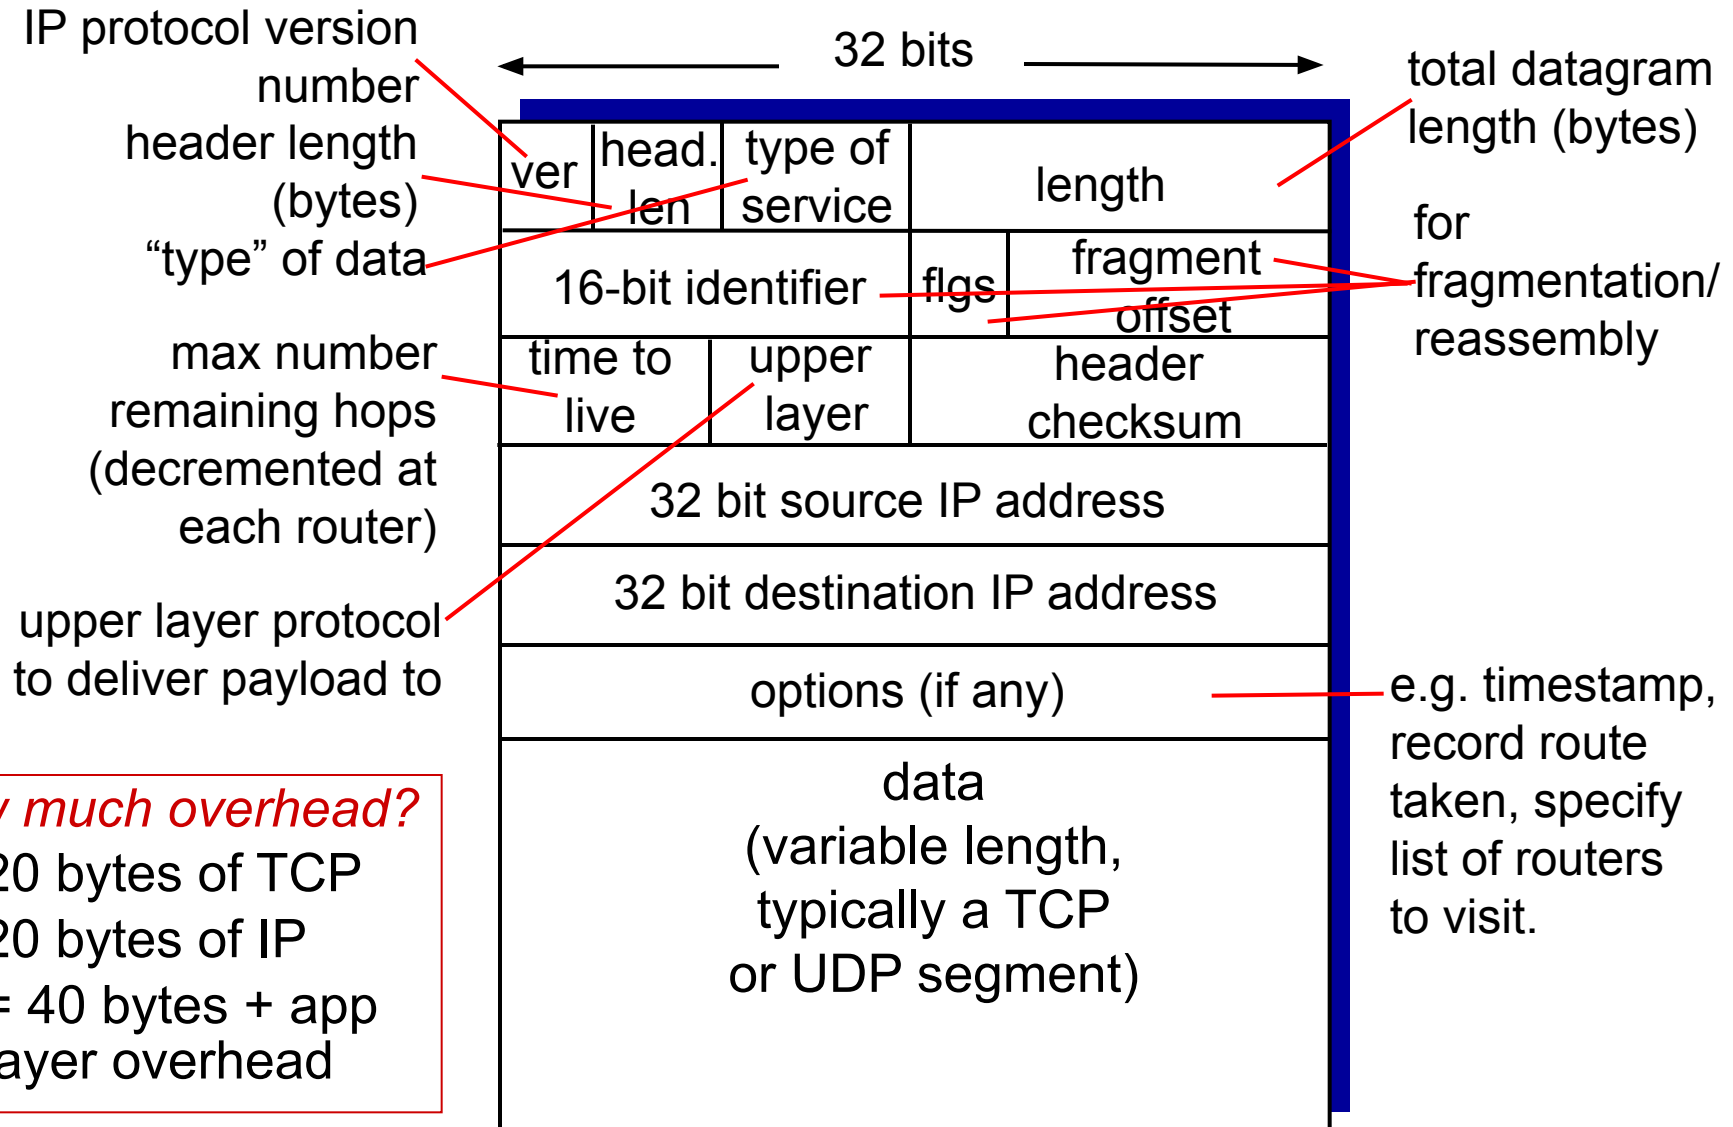 IP protocol version
number
header length
(bytes)
“type” of data
max number
remaining hops
(decremented at
each router)
upper layer protocol
to deliver payload to
32 bits
ver
head.
len
type of
service
length
16-bit identifier
flgs
fragment
offset
time to
live
upper
layer
header
checksum
32 bit source IP address
32 bit destination IP address
options (if any)
data
(variable length,
typically a TCP
or UDP segment)
total datagram
length (bytes)
for
fragmentation/
reassembly
e.g. timestamp,
record route
taken, specify
list of routers
to visit.
much overhead?
20 bytes of TCP
20 bytes of IP
= 40 bytes + app
ayer overhead